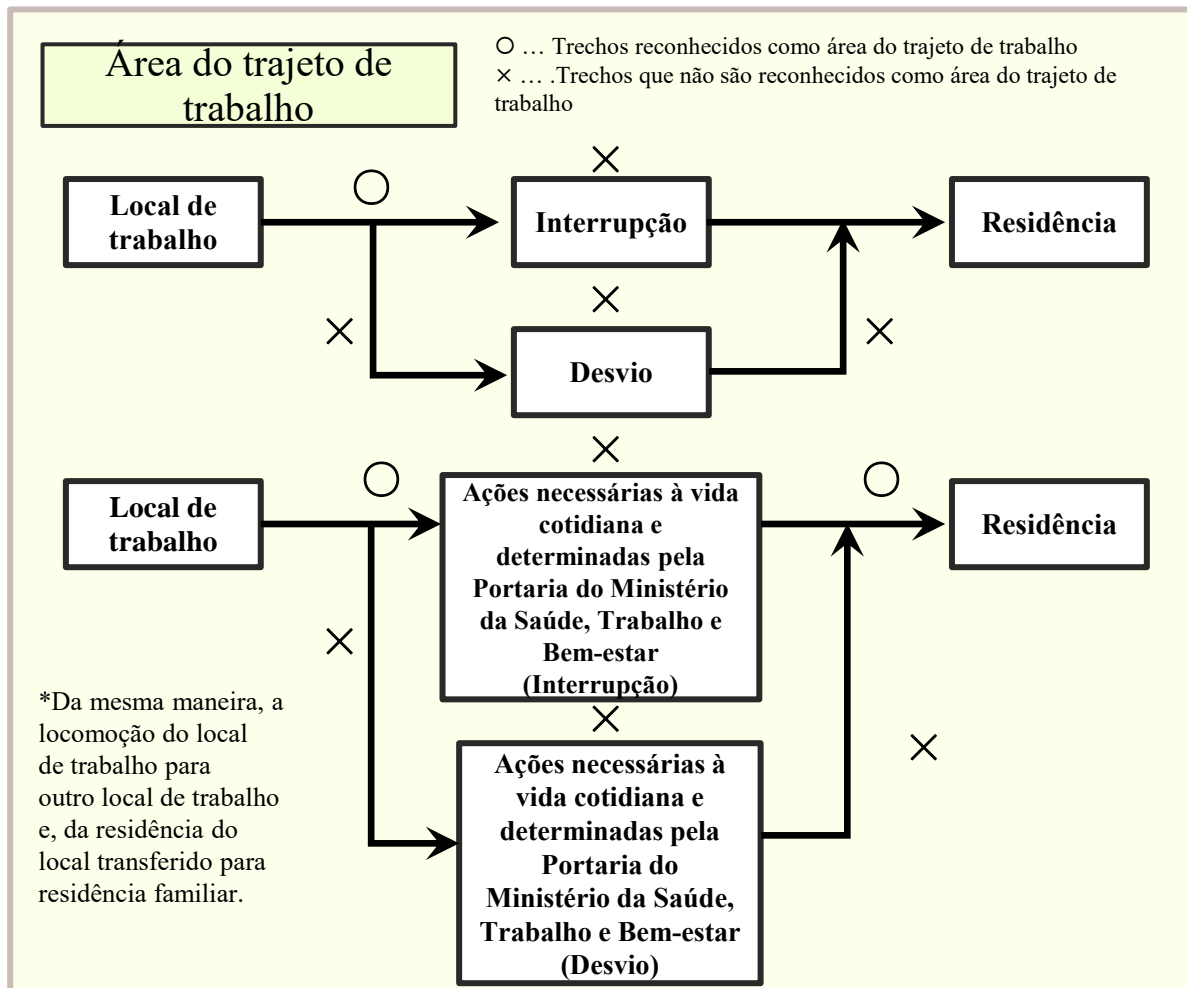 Área do trajeto de
trabalho
○ … Trechos reconhecidos como área do trajeto de trabalho
× … .Trechos que não são reconhecidos como área do trajeto de
trabalho
×
○
Local de
trabalho
Interrupção
Residência
×
×
×
Desvio
×
○
○
Local de
trabalho
Ações necessárias à vida
cotidiana e
determinadas pela
Portaria do Ministério
da Saúde, Trabalho e
Bem-estar
(Interrupção)
Residência
×
×
×
*Da mesma maneira, a
locomoção do local
de trabalho para
outro local de trabalho
e, da residência do
local transferido para
residência familiar.
Ações necessárias à
vida cotidiana e
determinadas pela
Portaria do
Ministério da Saúde,
Trabalho e Bem-estar
(Desvio)